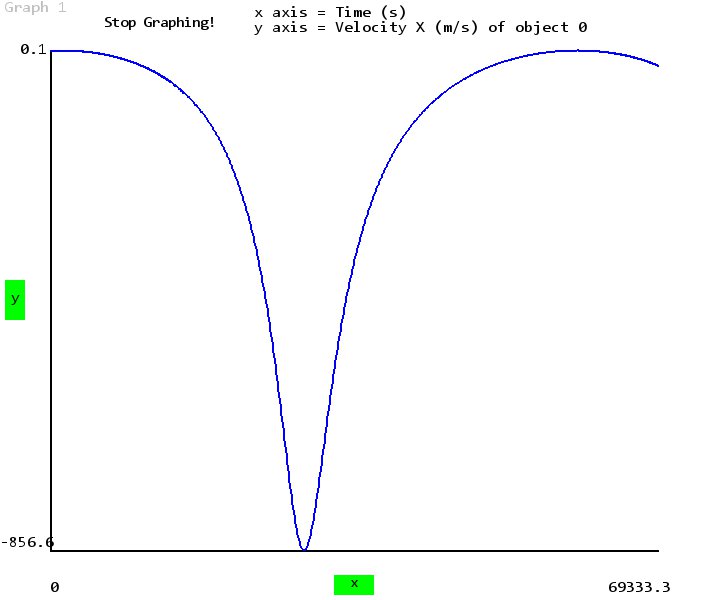 Graph 1
Stop Graphing!
x axis = Time (s)
y axis = Velocity X (m/s) of object 0
0.1
y
-856.6
x
0
69333.3